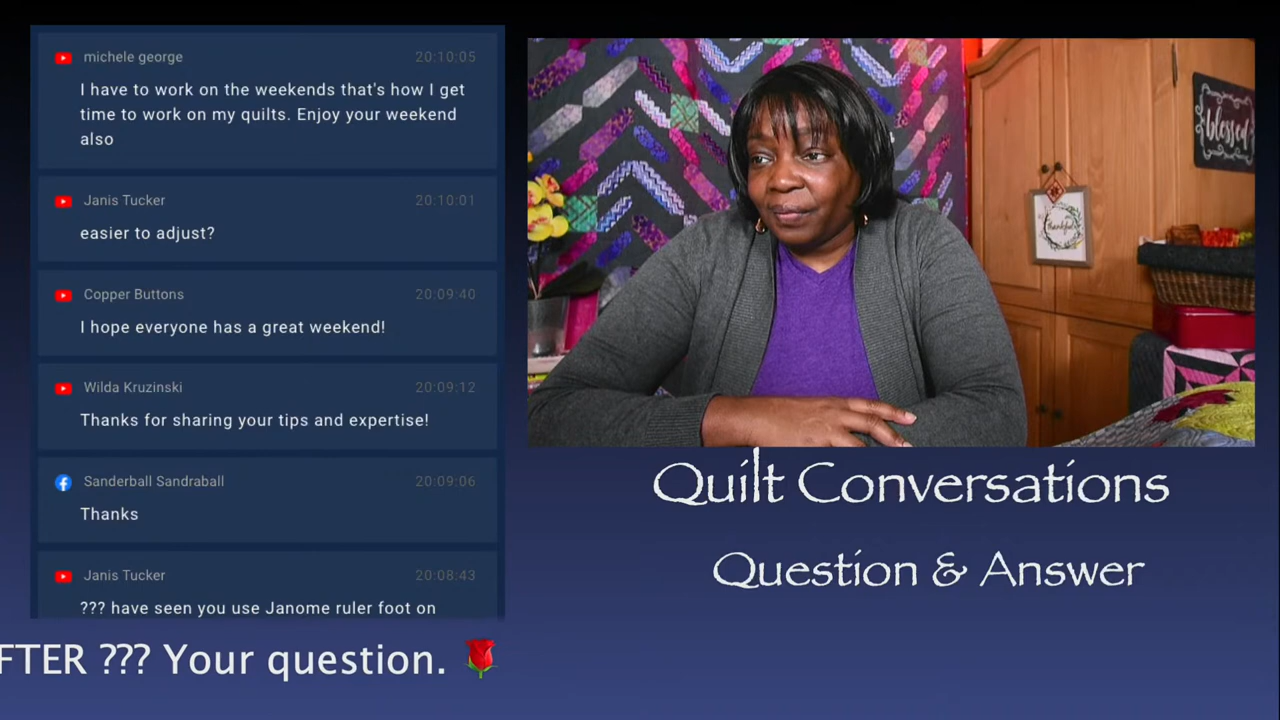 michele george 20:10:05
I have to work on the weekends that's how I get
time to work on my quilts. Enjoy your weekend
also
Janis Tucker 20:10:01
easier to adjust?
Copper Buttons 20:09:40
I hope everyone has a great weekend!
Wilda Kruzinski 20:09:12
Thanks for sharing your tips and expertise!
Sanderball Sandraball 20:09:06
Thanks
Janis Tucker 20:08:43
??? have seen you use Janome ruler foot on
FTER ??? Your question. 🌹
blessed
thankful
Quilt Conversations
Question & Answer